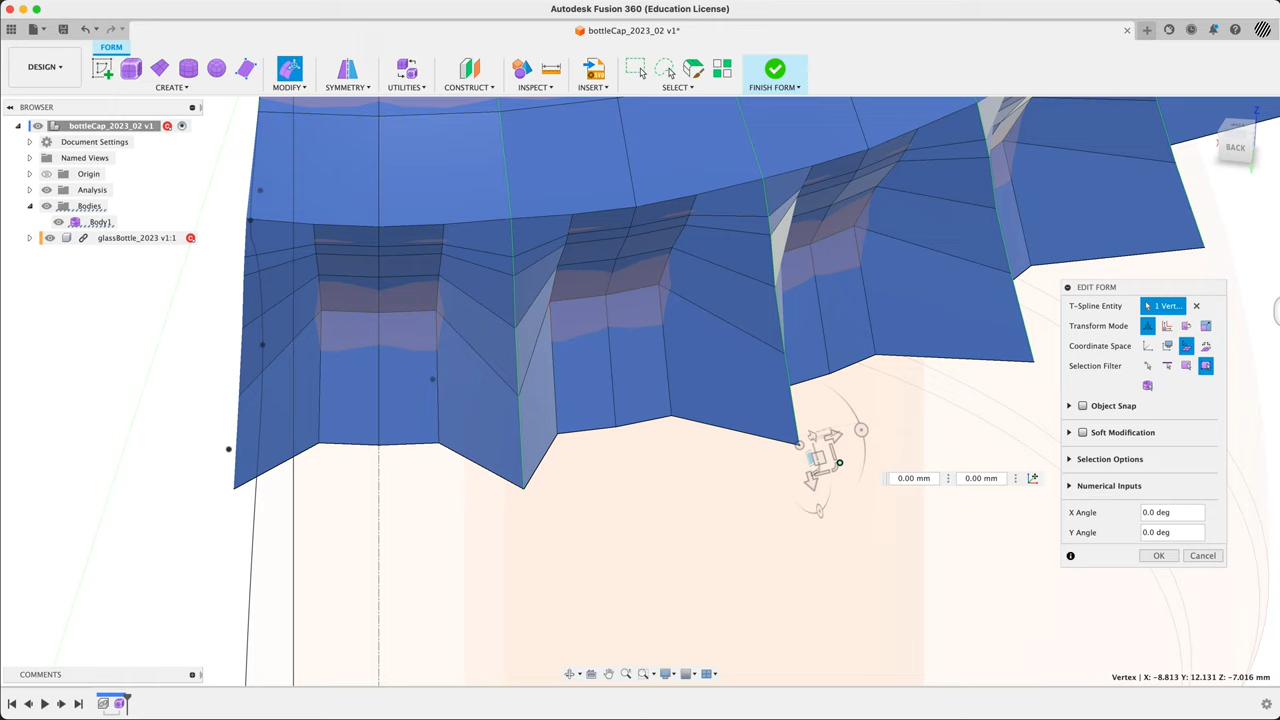 Autodesk Fusion 360 (Education License)
bottleCap_2023_02 v1*
FORM
DESIGN
CREATE
MODIFY
SYMMETRY
UTILITIES
CONSTRUCT
INSPECT
INSERT
SELECT
FINISH FORM
BROWSER
bottleCap_2023_02 v1
Document Settings
Named Views
Origin
Analysis
Bodies
Body1
glassBottle_2023 v1:1
Z
BACK
EDIT FORM
T-Spline Entity
1 Vert...
Transform Mode
Coordinate Space
Selection Filter
Object Snap
Soft Modification
Selection Options
Numerical Inputs
X Angle 0.0 deg
Y Angle 0.0 deg
OK Cancel
0.00 mm 0.00 mm
COMMENTS
Vertex | X: -8.813 Y: 12.131 Z: -7.016 mm